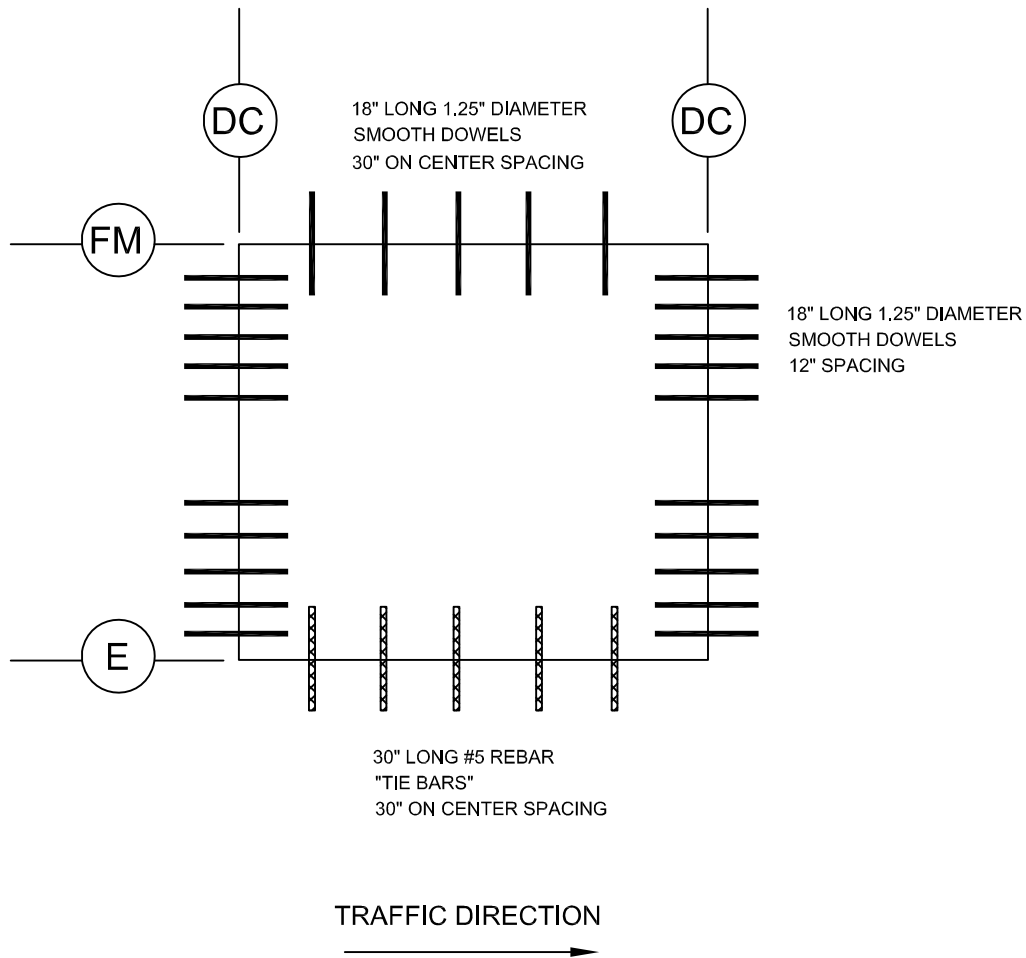 DC
DC
18" LONG 1.25" DIAMETER
SMOOTH DOWELS
30" ON CENTER SPACING
FM
18" LONG 1.25" DIAMETER
SMOOTH DOWELS
12" SPACING
E
30" LONG #5 REBAR
"TIE BARS"
30" ON CENTER SPACING
TRAFFIC DIRECTION